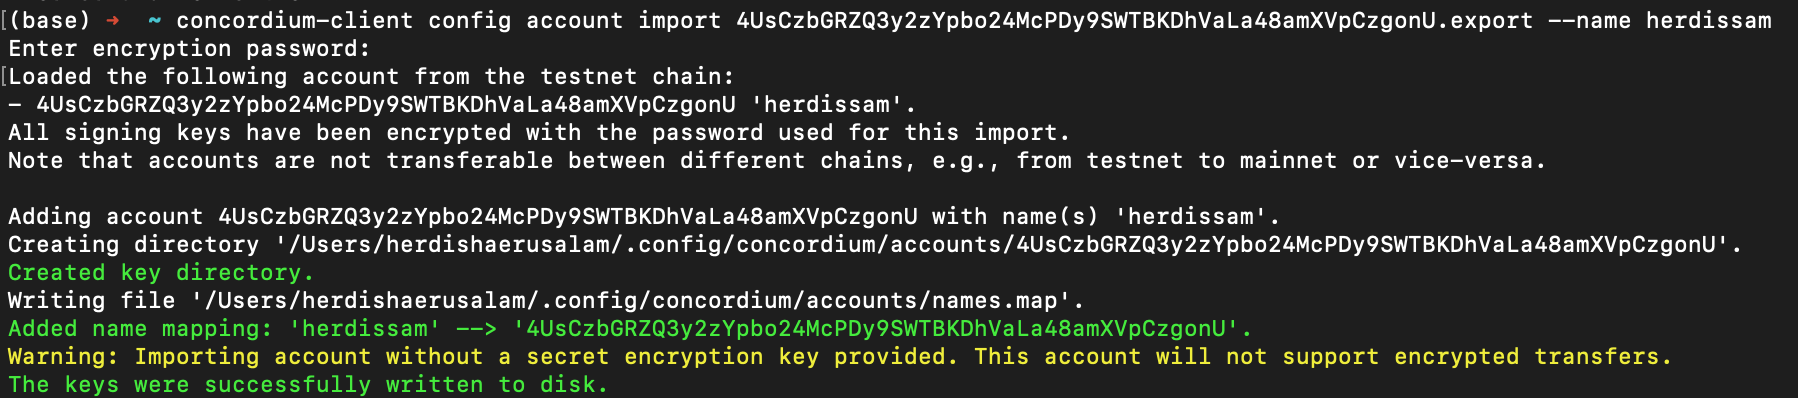 (base) ➜ ~ concordium-client config account import 4UsCzbGRZQ3y2zYpbo24McPDy9SWTBKDhVaLa48amXVpCzgonU.export --name herdissam
Enter encryption password:
Loaded the following account from the testnet chain:
- 4UsCzbGRZQ3y2zYpbo24McPDy9SWTBKDhVaLa48amXVpCzgonU 'herdissam'.
All signing keys have been encrypted with the password used for this import.
Note that accounts are not transferable between different chains, e.g., from testnet to mainnet or vice-versa.
Adding account 4UsCzbGRZQ3y2zYpbo24McPDy9SWTBKDhVaLa48amXVpCzgonU with name(s) 'herdissam'.
Creating directory '/Users/herdishaerusalam/.config/concordium/accounts/4UsCzbGRZQ3y2zYpbo24McPDy9SWTBKDhVaLa48amXVpCzgonU'.
Created key directory.
Writing file '/Users/herdishaerusalam/.config/concordium/accounts/names.map'.
Added name mapping: 'herdissam' --> '4UsCzbGRZQ3y2zYpbo24McPDy9SWTBKDhVaLa48amXVpCzgonU'.
Warning: Importing account without a secret encryption key provided. This account will not support encrypted transfers.
The keys were successfully written to disk.